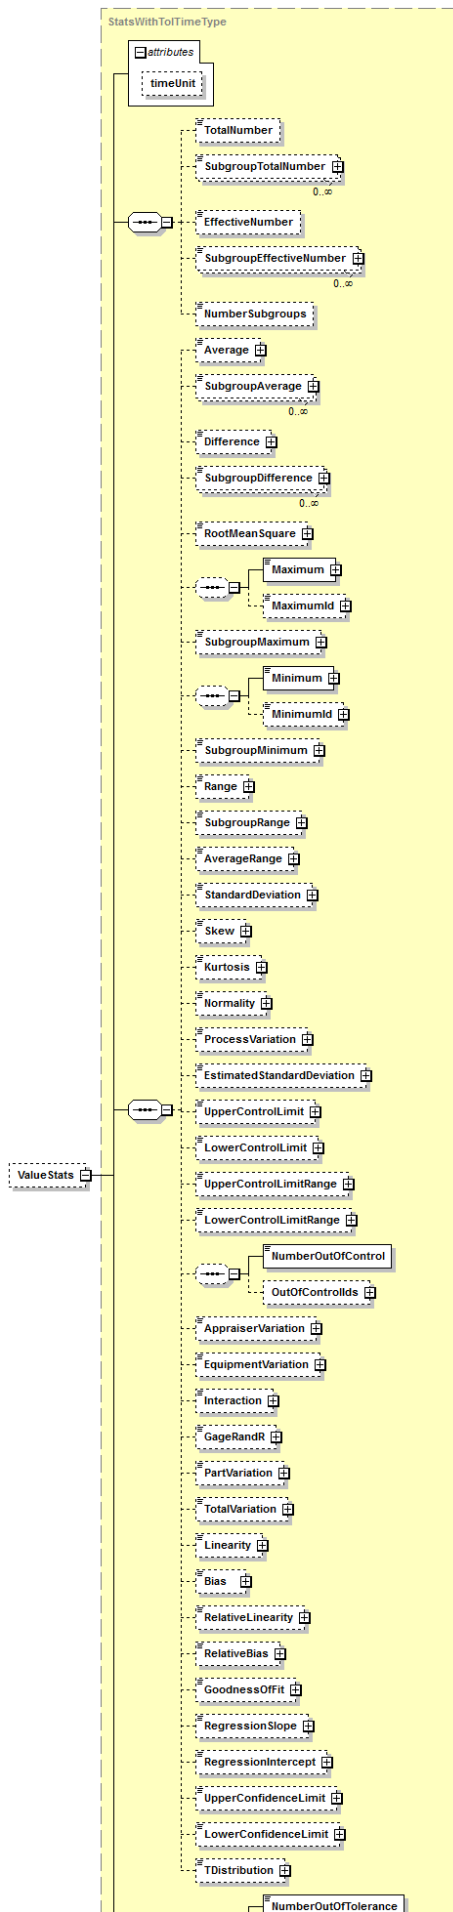 StatsWithTolTimeType
attributes
timeUnit
TotalNumber
SubgroupTotalNumber
0..∞
EffectiveNumber
SubgroupEffectiveNumber
0..∞
NumberSubgroups
Average
SubgroupAverage
0..∞
Difference
SubgroupDifference
0..∞
RootMeanSquare
Maximum
MaximumId
SubgroupMaximum
Minimum
MinimumId
SubgroupMinimum
Range
SubgroupRange
AverageRange
StandardDeviation
Skew
Kurtosis
Normality
ProcessVariation
EstimatedStandardDeviation
UpperControlLimit
LowerControlLimit
ValueStats
UpperControlLimitRange
LowerControlLimitRange
NumberOutOfControl
OutOfControlIds
AppraiserVariation
EquipmentVariation
Interaction
GageRandR
PartVariation
TotalVariation
Linearity
Bias
RelativeLinearity
RelativeBias
GoodnessOfFit
RegressionSlope
RegressionIntercept
UpperConfidenceLimit
LowerConfidenceLimit
TDistribution
NumberOutOfTolerance